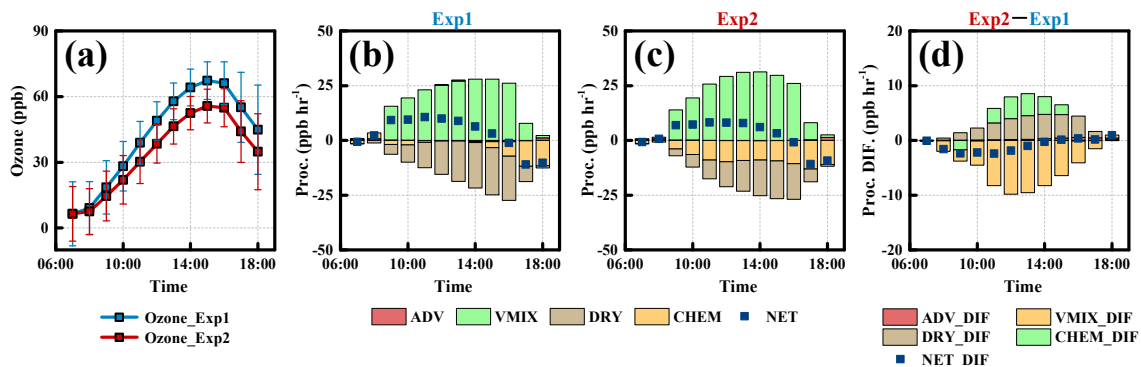 Exp1
Exp2
Exp2—Exp1
(a)
(b)
(c)
(d)
Ozone (ppb)
90
60
30
0
06:00
10:00
14:00
18:00
Time
Ozone_Exp1
Ozone_Exp2
Proc. (ppb hr⁻¹)
50
25
0
-25
-50
10:00
14:00
18:00
Time
Proc. (ppb hr⁻¹)
50
25
0
-25
-50
06:00
10:00
14:00
18:00
Time
ADV
VMIX
DRY
CHEM
NET
Proc. DIF. (ppb hr⁻¹)
20
10
0
-10
-20
06:00
10:00
14:00
18:00
Time
ADV_DIF
VMIX_DIF
DRY_DIF
CHEM_DIF
NET_DIF